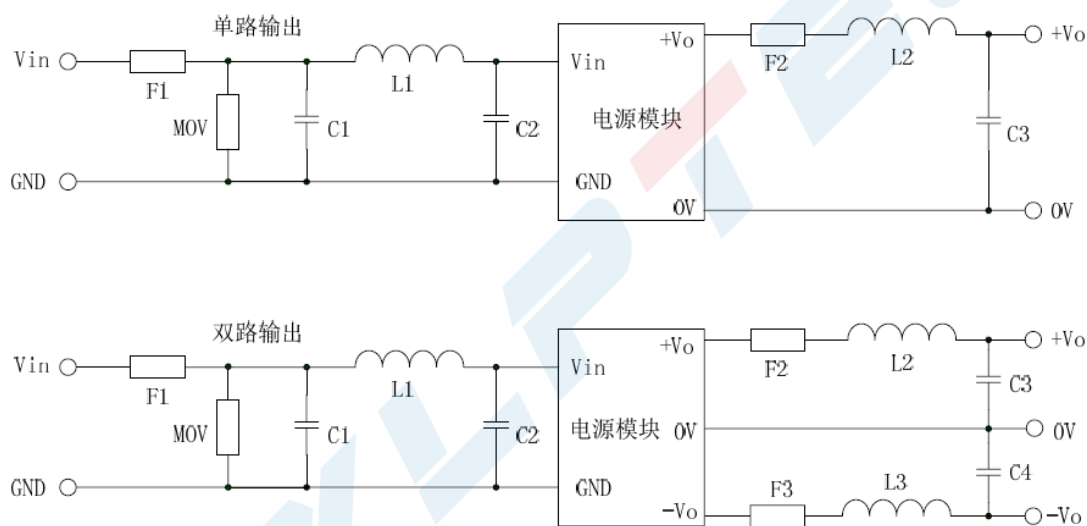 单路输出
Vin
F1
MOV
C1
L1
C2
GND
Vin
+Vo
电源模块
GND
0V
F2
L2
C3
+Vo
0V
双路输出
Vin
F1
MOV
C1
L1
C2
GND
Vin
+Vo
电源模块
0V
GND
-Vo
F2
L2
C3
F3
L3
C4
+Vo
0V
-Vo